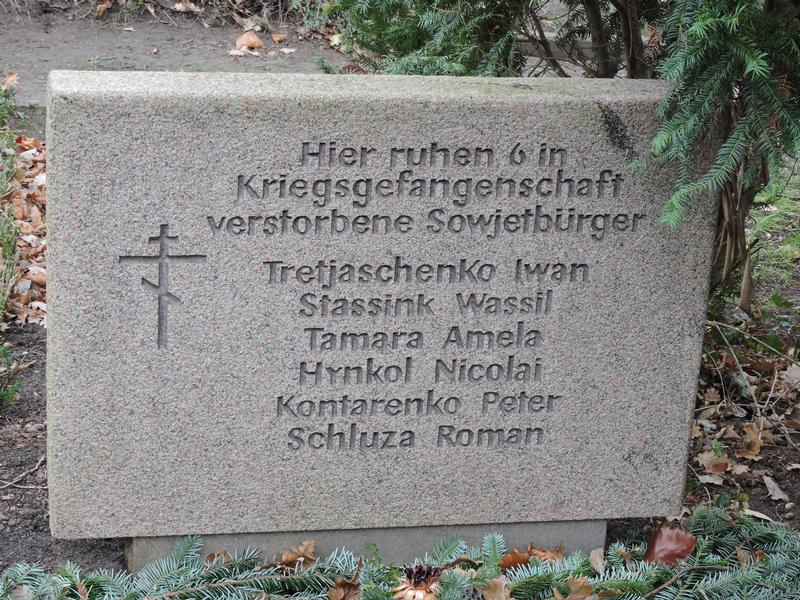 Hier ruhen 6 in
Kriegsgefangenschaft
verstorbene Sowjetbürger
Tretjaschenko Iwan
Stassink Wassil
Tamara Amela
Hynkol Nicolai
Kontarenko Peter
Schluza Roman